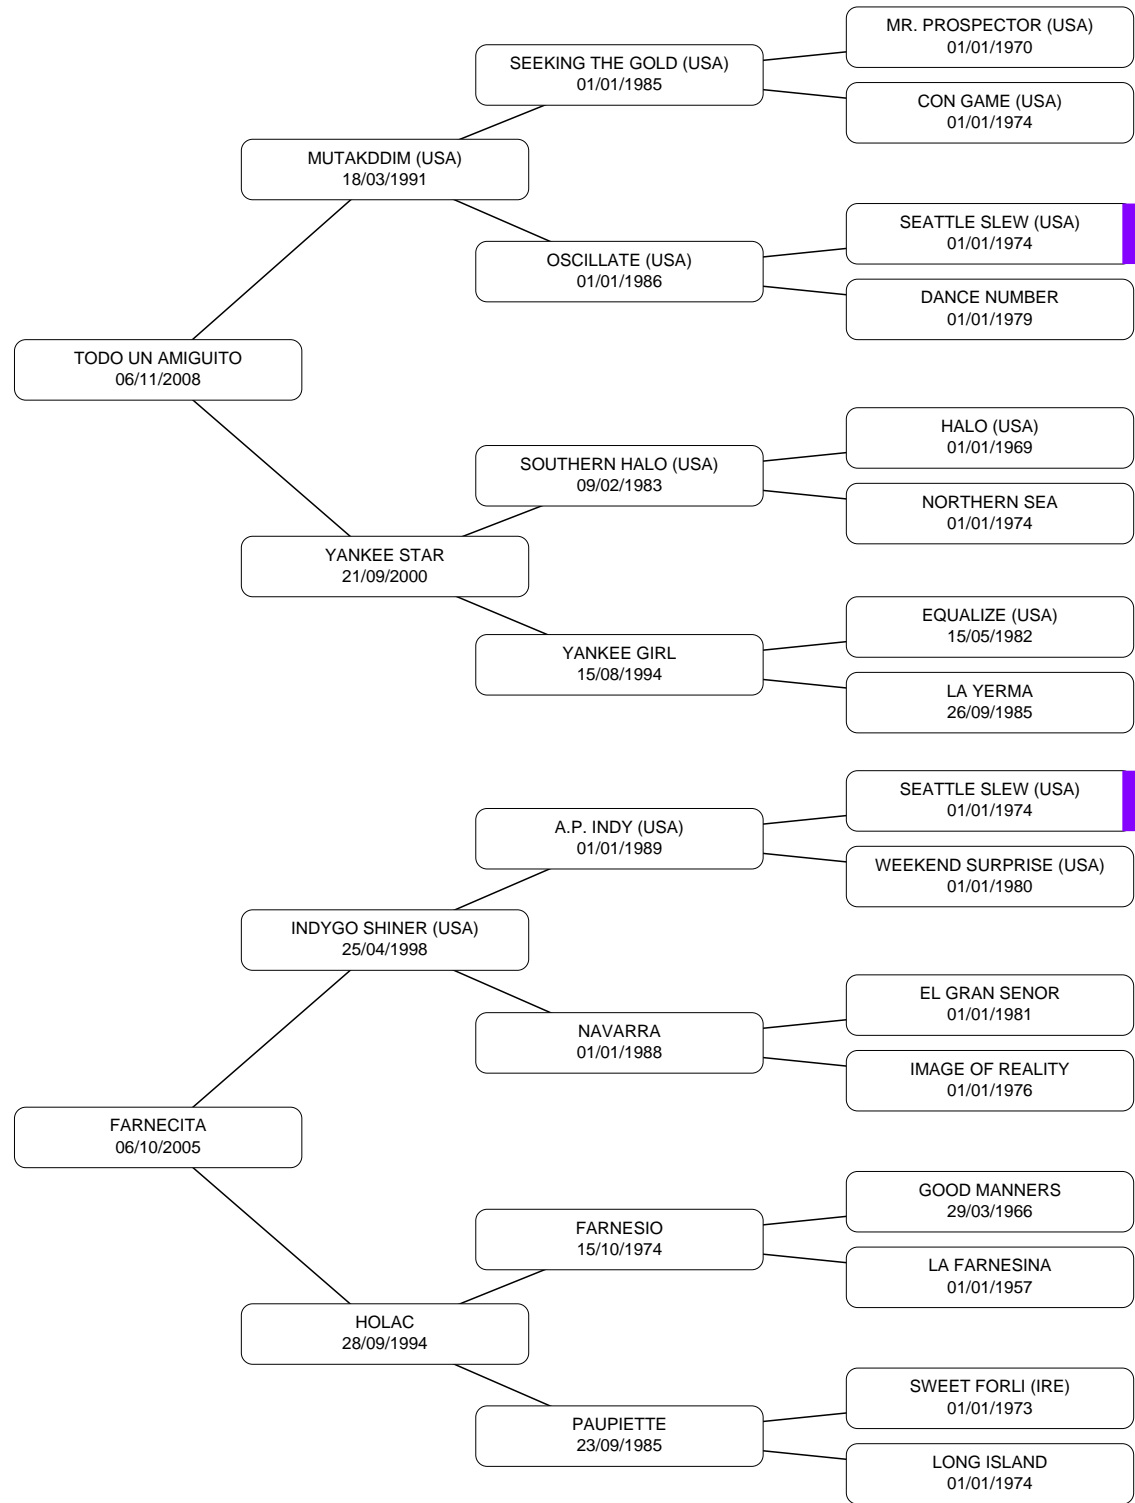 MR. PROSPECTOR (USA)
01/01/1970
SEEKING THE GOLD (USA)
01/01/1985
CON GAME (USA)
01/01/1974
MUTAKDDIM (USA)
18/03/1991
SEATTLE SLEW (USA)
01/01/1974
OSCILLATE (USA)
01/01/1986
DANCE NUMBER
01/01/1979
TODO UN AMIGUITO
06/11/2008
HALO (USA)
01/01/1969
SOUTHERN HALO (USA)
09/02/1983
NORTHERN SEA
01/01/1974
YANKEE STAR
21/09/2000
EQUALIZE (USA)
15/05/1982
YANKEE GIRL
15/08/1994
LA YERMA
26/09/1985
SEATTLE SLEW (USA)
01/01/1974
A.P. INDY (USA)
01/01/1989
WEEKEND SURPRISE (USA)
01/01/1980
INDYGO SHINER (USA)
25/04/1998
EL GRAN SENOR
01/01/1981
NAVARRA
01/01/1988
IMAGE OF REALITY
01/01/1976
FARNECITA
06/10/2005
GOOD MANNERS
29/03/1966
FARNESIO
15/10/1974
LA FARNESINA
01/01/1957
HOLAC
28/09/1994
SWEET FORLI (IRE)
01/01/1973
PAUPIETTE
23/09/1985
LONG ISLAND
01/01/1974